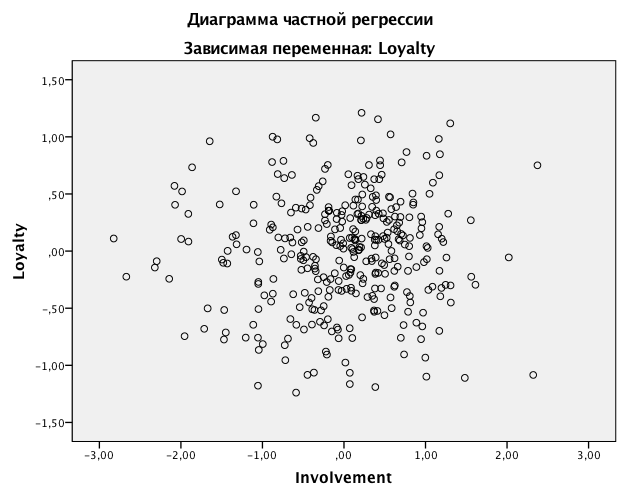 Диаграмма частной регрессии
Зависимая переменная: Loyalty
1,50
1,00
,50
,00
-,50
-1,00
-1,50
Loyalty
-3,00 -2,00 -1,00 ,00 1,00 2,00 3,00
Involvement